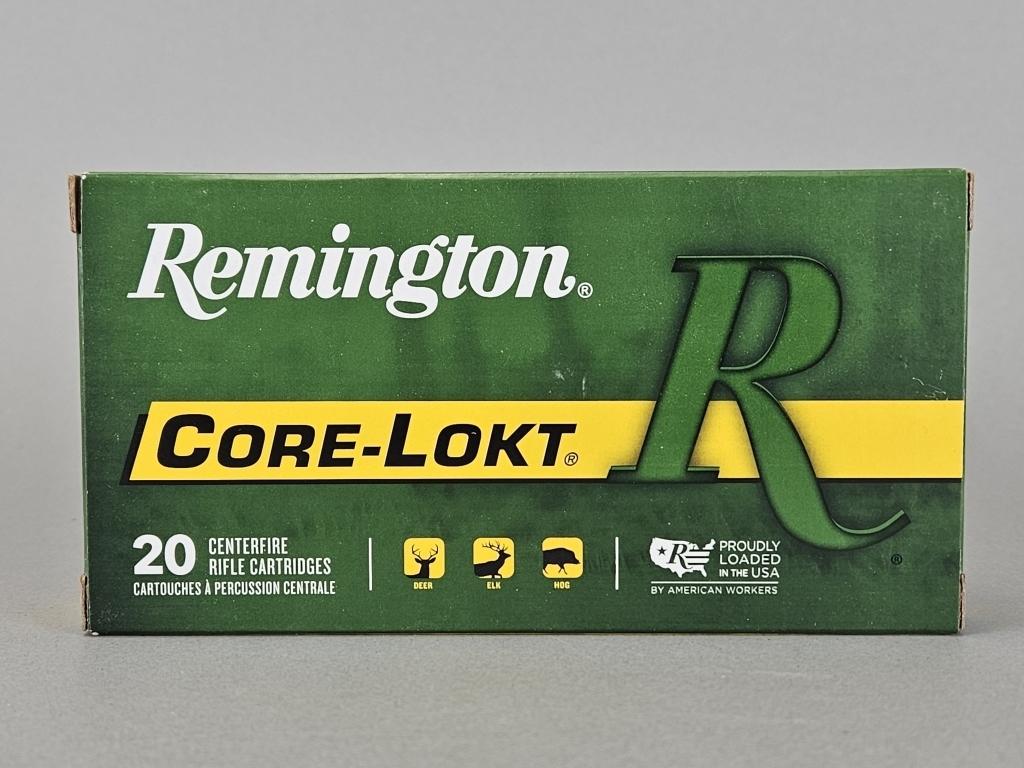 Remington®
R
CORE-LOKT®
20 CENTERFIRE
RIFLE CARTRIDGES
CARTOUCHES À PERCUSSION CENTRALE
DEER
ELK
HOG
R
PROUDLY
LOADED
IN THE USA
BY AMERICAN WORKERS
®